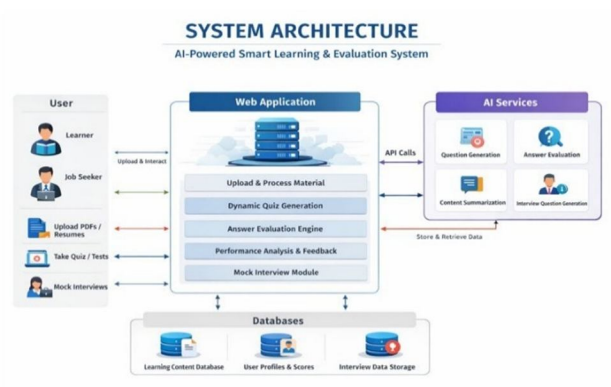 SYSTEM ARCHITECTURE
AI-Powered Smart Learning & Evaluation System
User
Learner
Job Seeker
Upload PDFs /
Resumes
Take Quiz / Tests
Mock Interviews
Upload & Interact
Web Application
Upload & Process Material
Dynamic Quiz Generation
Answer Evaluation Engine
Performance Analysis & Feedback
Mock Interview Module
API Calls
AI Services
Question Generation
Answer Evaluation
Content Summarization
Interview Question Generation
Store & Retrieve Data
Databases
Learning Content Database
User Profiles & Scores
Interview Data Storage